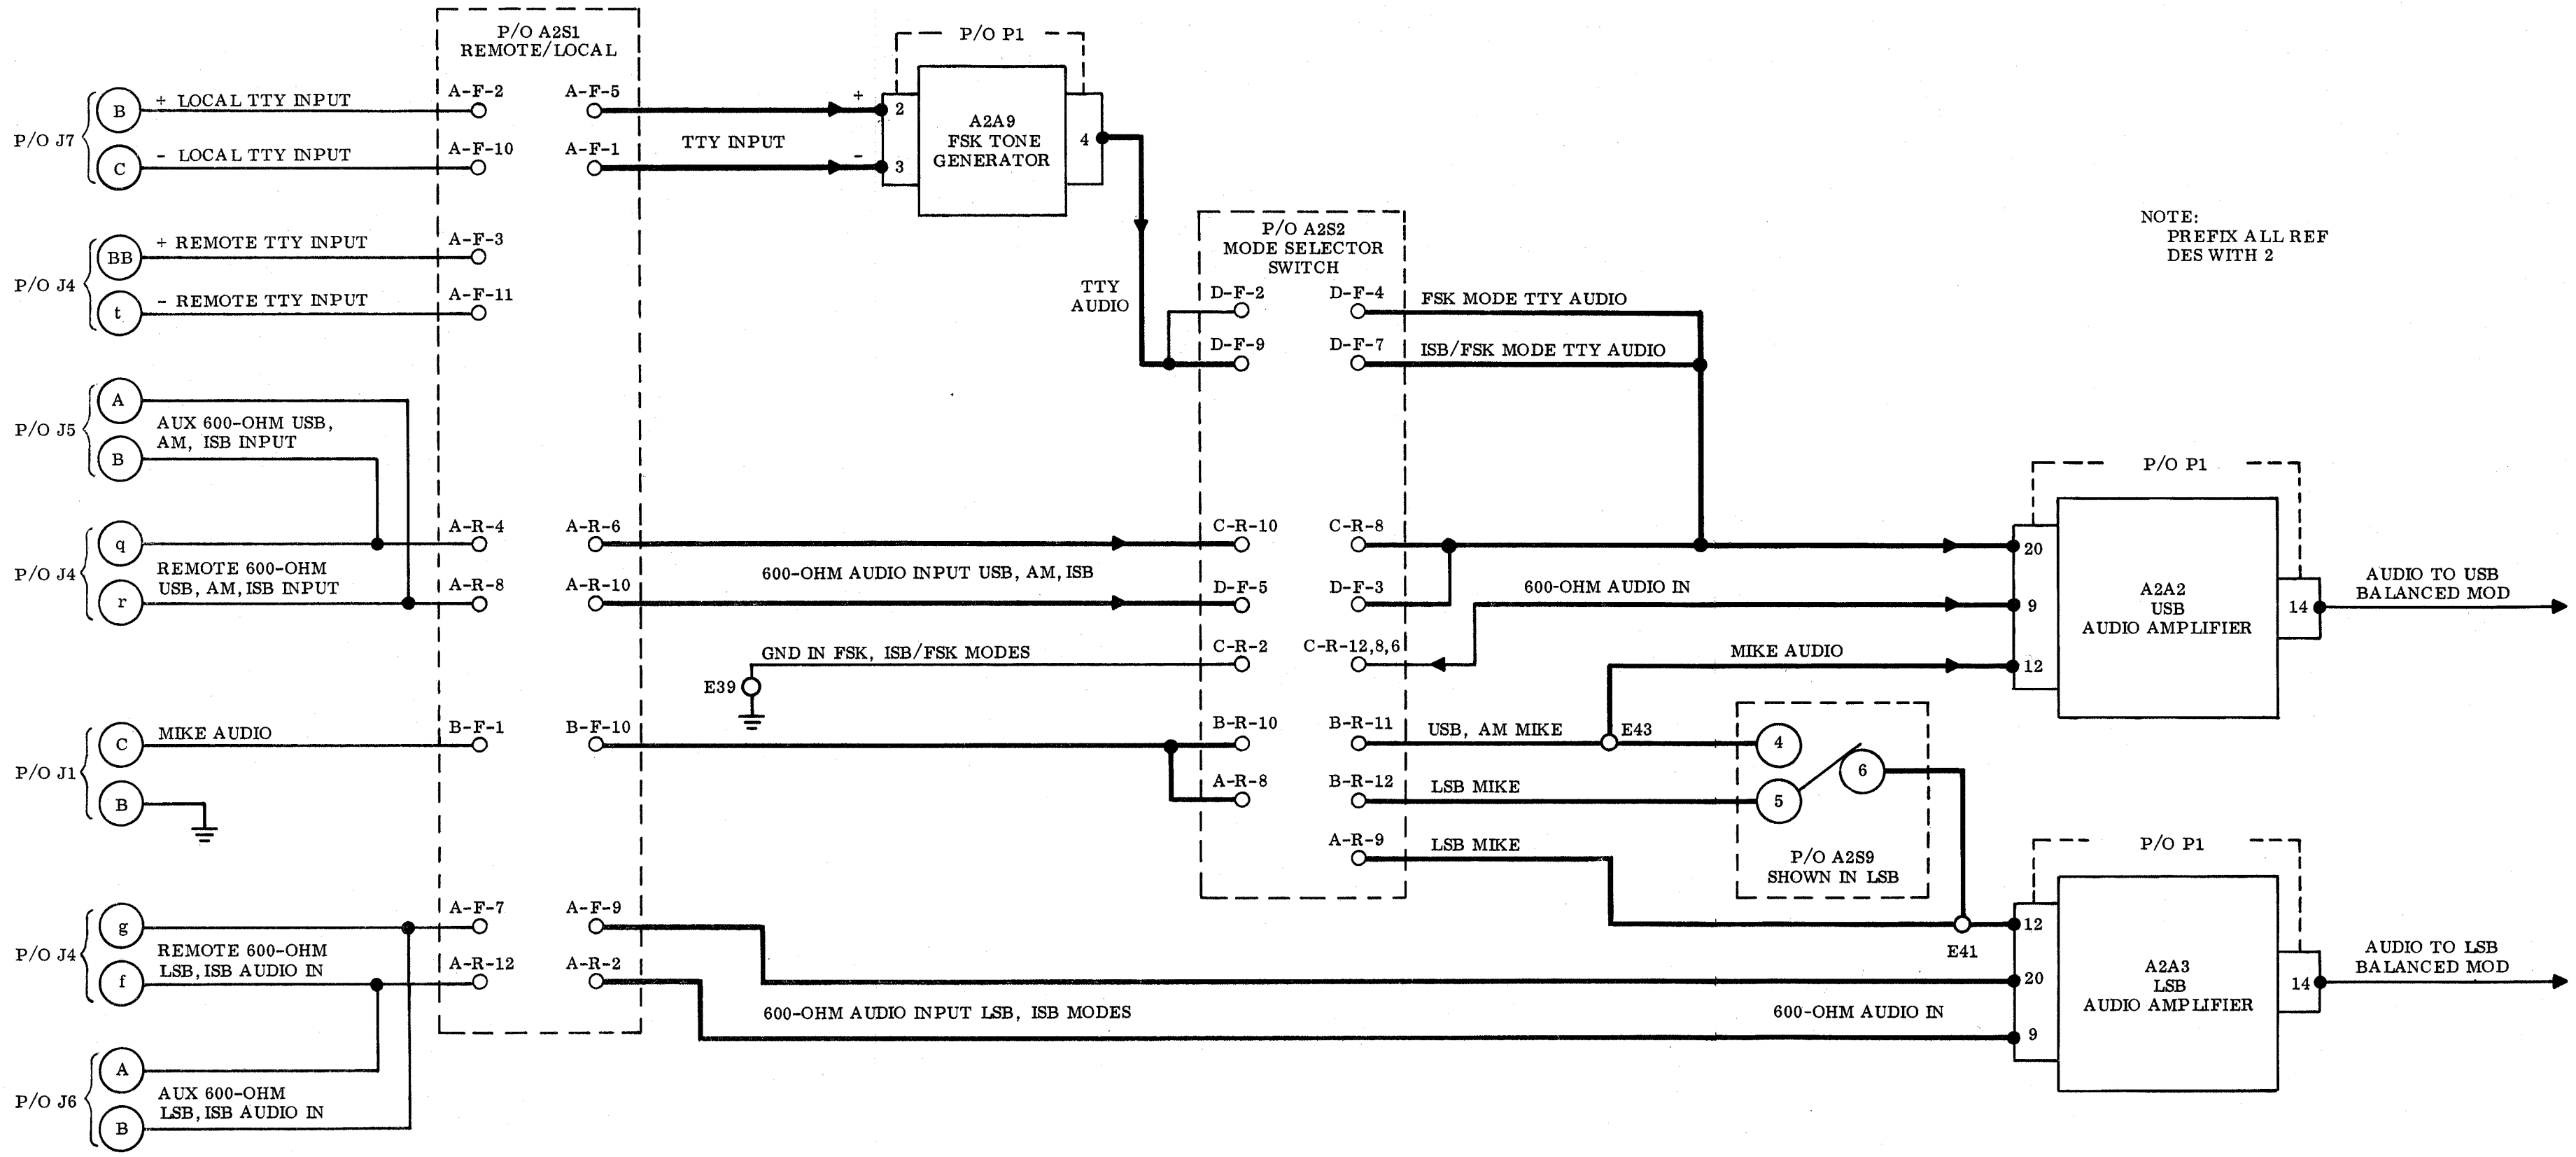 P/O A2S1
REMOTE/LOCAL
P/O P1
P/O J7
B
+ LOCAL TTY INPUT
A-F-2
A-F-5
+
2
C
- LOCAL TTY INPUT
A-F-10
A-F-1
TTY INPUT
-
3
A2A9
FSK TONE
GENERATOR
4
P/O J4
BB
+ REMOTE TTY INPUT
A-F-3
t
- REMOTE TTY INPUT
A-F-11
TTY
AUDIO
P/O A2S2
MODE SELECTOR
SWITCH
D-F-2
D-F-4
FSK MODE TTY AUDIO
D-F-9
D-F-7
ISB/FSK MODE TTY AUDIO
NOTE:
PREFIX ALL REF
DES WITH 2
P/O J5
A
AUX 600-OHM USB,
AM, ISB INPUT
B
P/O J4
q
A-R-4
A-R-6
REMOTE 600-OHM
USB, AM, ISB INPUT
r
A-R-8
A-R-10
600-OHM AUDIO INPUT USB, AM, ISB
C-R-10
C-R-8
D-F-5
D-F-3
600-OHM AUDIO IN
GND IN FSK, ISB/FSK MODES
E39
C-R-2
C-R-12,8,6
MIKE AUDIO
P/O P1
20
9
12
A2A2
USB
AUDIO AMPLIFIER
14
AUDIO TO USB
BALANCED MOD
P/O J1
C
MIKE AUDIO
B-F-1
B-F-10
B
B-R-10
B-R-11
USB, AM MIKE
E43
A-R-8
B-R-12
LSB MIKE
A-R-9
LSB MIKE
4
5
6
P/O A2S9
SHOWN IN LSB
E41
P/O J4
g
A-F-7
A-F-9
REMOTE 600-OHM
LSB, ISB AUDIO IN
f
A-R-12
A-R-2
600-OHM AUDIO INPUT LSB, ISB MODES
600-OHM AUDIO IN
P/O P1
12
20
9
A2A3
LSB
AUDIO AMPLIFIER
14
AUDIO TO LSB
BALANCED MOD
P/O J6
A
AUX 600-OHM
LSB, ISB AUDIO IN
B